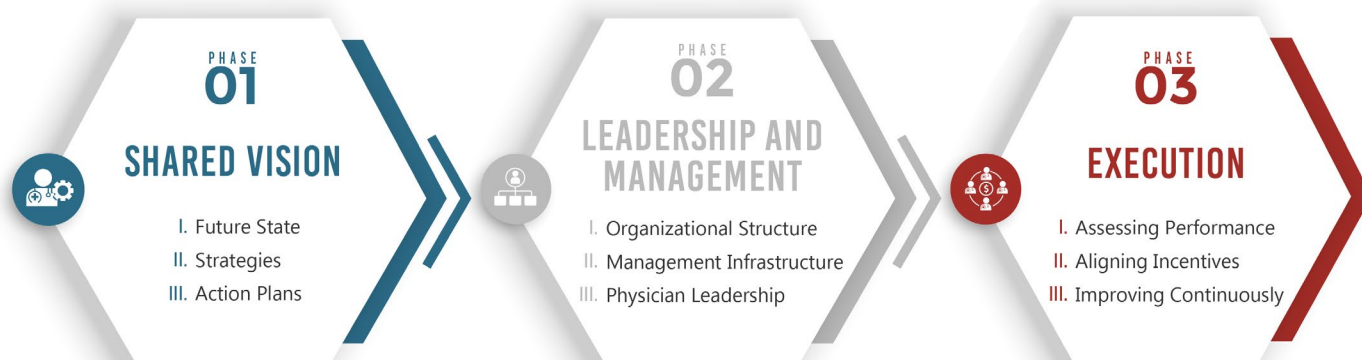 PHASE
01
SHARED VISION
I. Future State
II. Strategies
III. Action Plans
PHASE
02
LEADERSHIP AND
MANAGEMENT
I. Organizational Structure
II. Management Infrastructure
III. Physician Leadership
PHASE
03
EXECUTION
I. Assessing Performance
II. Aligning Incentives
III. Improving Continuously
$